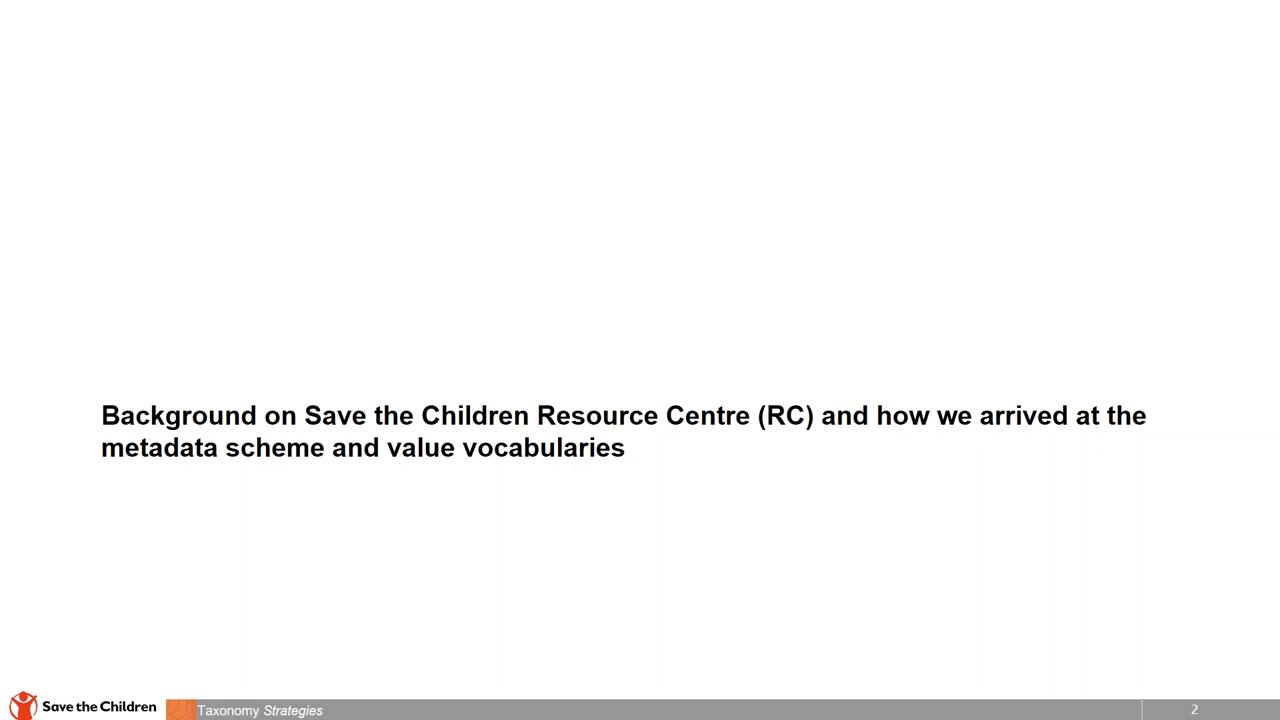 Background on Save the Children Resource Centre (RC) and how we arrived at the
metadata scheme and value vocabularies
Save the Children
Taxonomy Strategies
2